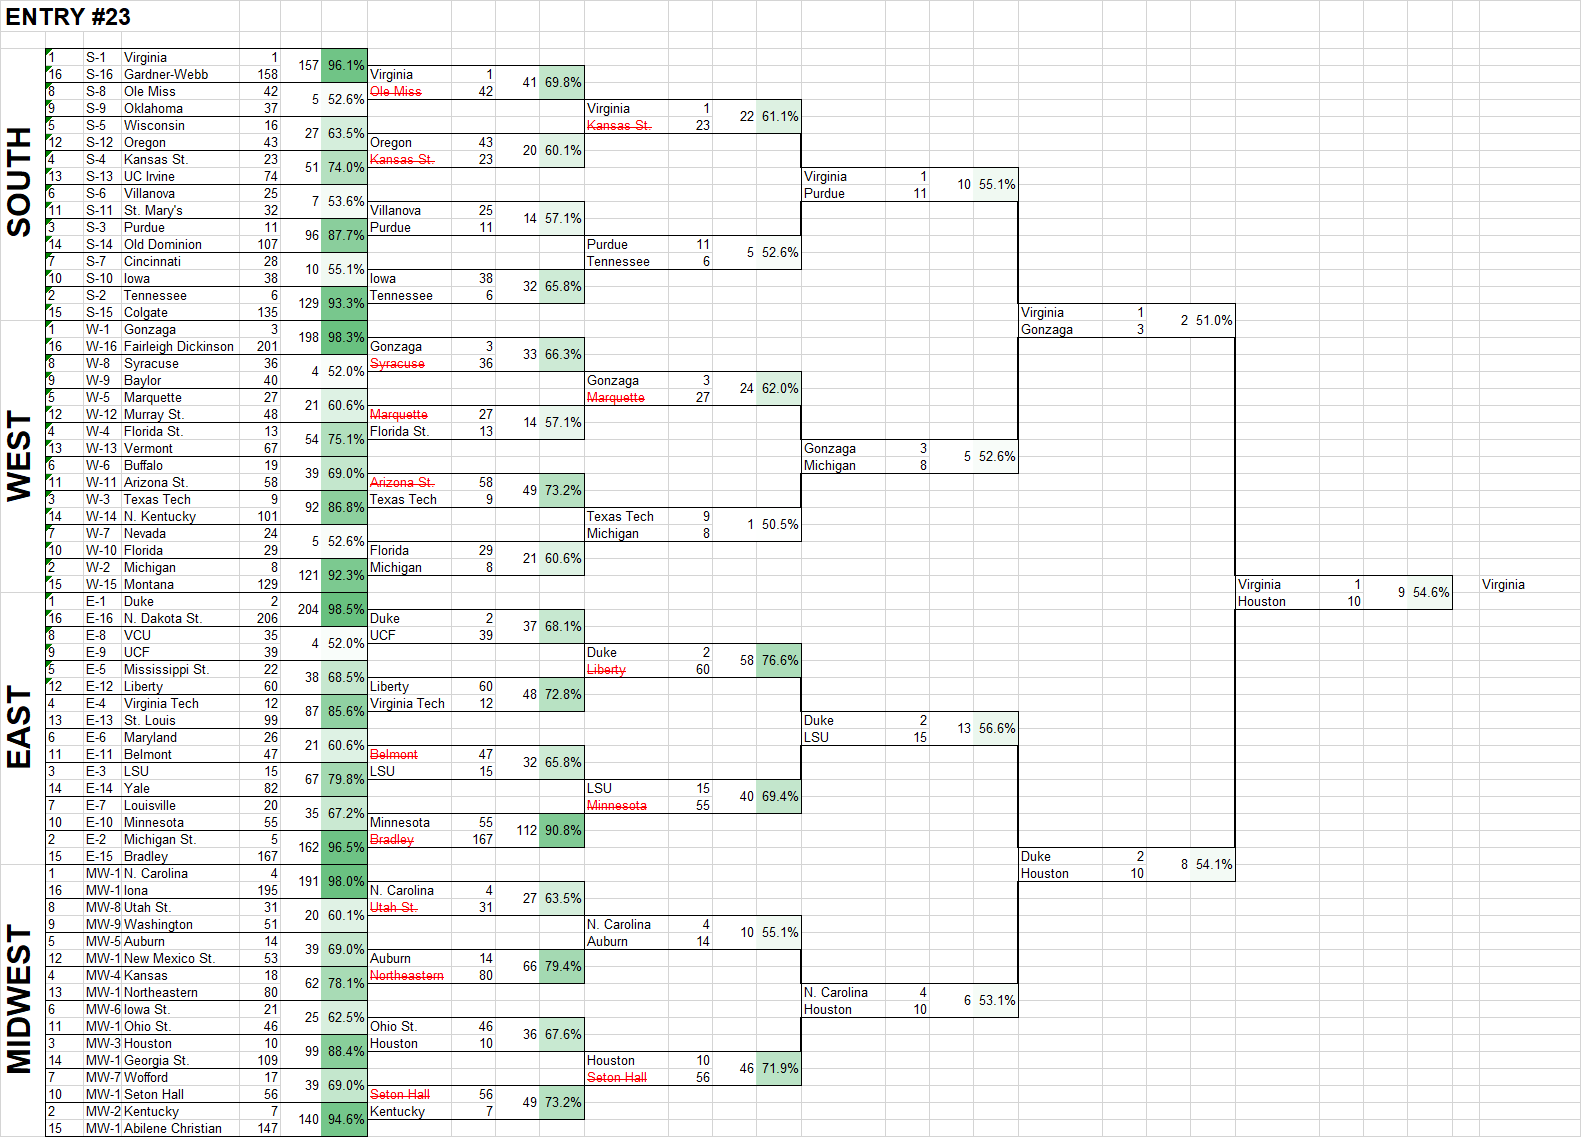 ENTRY #23
SOUTH
1 S-1 Virginia 1 157 96.1%
16 S-16 Gardner-Webb 158 Virginia 1 41 69.8%
8 S-8 Ole Miss 42 5 52.6% Ole Miss 42
9 S-9 Oklahoma 37 Virginia 1 22 61.1%
5 S-5 Wisconsin 16 27 63.5% Kansas St. 23
12 S-12 Oregon 43 Oregon 43 20 60.1%
4 S-4 Kansas St. 23 51 74.0% Kansas St. 23
13 S-13 UC Irvine 74 Virginia 1 10 55.1%
6 S-6 Villanova 25 7 53.6% Purdue 11
11 S-11 St. Mary's 32 Villanova 25 14 57.1%
3 S-3 Purdue 11 96 87.7% Purdue 11
14 S-14 Old Dominion 107 Purdue 11 5 52.6%
7 S-7 Cincinnati 28 10 55.1% Tennessee 6
10 S-10 Iowa 38 Iowa 38 32 65.8%
2 S-2 Tennessee 6 129 93.3% Tennessee 6
15 S-15 Colgate 135 Virginia 1 2 51.0%
WEST
1 W-1 Gonzaga 3 198 98.3% Gonzaga 3
16 W-16 Fairleigh Dickinson 201 Gonzaga 3 33 66.3%
8 W-8 Syracuse 36 4 52.0% Syracuse 36
9 W-9 Baylor 40 Gonzaga 3 24 62.0%
5 W-5 Marquette 27 21 60.6% Marquette 27
12 W-12 Murray St. 48 Marquette 27 14 57.1%
4 W-4 Florida St. 13 54 75.1% Florida St. 13
13 W-13 Vermont 67 Gonzaga 3 5 52.6%
6 W-6 Buffalo 19 39 69.0% Michigan 8
11 W-11 Arizona St. 58 Arizona St. 58 49 73.2%
3 W-3 Texas Tech 9 92 86.8% Texas Tech 9
14 W-14 N. Kentucky 101 Texas Tech 9 1 50.5%
7 W-7 Nevada 24 5 52.6% Michigan 8
10 W-10 Florida 29 Florida 29 21 60.6%
2 W-2 Michigan 8 121 92.3% Michigan 8
15 W-15 Montana 129 Virginia 1 9 54.6% Virginia
EAST
1 E-1 Duke 2 204 98.5% Houston 10
16 E-16 N. Dakota St. 206 Duke 2 37 68.1%
8 E-8 VCU 35 4 52.0% UCF 39
9 E-9 UCF 39 Duke 2 58 76.6%
5 E-5 Mississippi St. 22 38 68.5% Liberty 60
12 E-12 Liberty 60 Liberty 60 48 72.8%
4 E-4 Virginia Tech 12 87 85.6% Virginia Tech 12
13 E-13 St. Louis 99 Duke 2 13 56.6%
6 E-6 Maryland 26 21 60.6% LSU 15
11 E-11 Belmont 47 Belmont 47 32 65.8%
3 E-3 LSU 15 67 79.8% LSU 15
14 E-14 Yale 82 LSU 15 40 69.4%
7 E-7 Louisville 20 35 67.2% Minnesota 55
10 E-10 Minnesota 55 Minnesota 55 112 90.8%
2 E-2 Michigan St. 5 162 96.5% Bradley 167
15 E-15 Bradley 167 Duke 2 8 54.1%
MIDWEST
1 MW-1 N. Carolina 4 191 98.0% Houston 10
16 MW-1 Iona 195 N. Carolina 4 27 63.5%
8 MW-8 Utah St. 31 20 60.1% Utah St. 31
9 MW-9 Washington 51 N. Carolina 4 10 55.1%
5 MW-5 Auburn 14 39 69.0% Auburn 14
12 MW-1 New Mexico St. 53 Auburn 14 66 79.4%
4 MW-4 Kansas 18 62 78.1% Northeastern 80
13 MW-1 Northeastern 80 N. Carolina 4 6 53.1%
6 MW-6 Iowa St. 21 25 62.5% Houston 10
11 MW-1 Ohio St. 46 Ohio St. 46 36 67.6%
3 MW-3 Houston 10 99 88.4% Houston 10
14 MW-1 Georgia St. 109 Houston 10 46 71.9%
7 MW-7 Wofford 17 39 69.0% Seton Hall 56
10 MW-1 Seton Hall 56 Seton Hall 56 49 73.2%
2 MW-2 Kentucky 7 140 94.6% Kentucky 7
15 MW-1 Abilene Christian 147